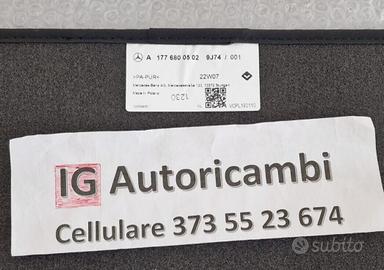 A 177 680 05 02 9J74 / 001
>PA-PUR< 22W07
Mercedes-Benz AG, Mercedesstraße 120, 70372 Stuttgart
Made in Poland
1230
IG Autoricambi
Cellulare 373 55 23 674
subito